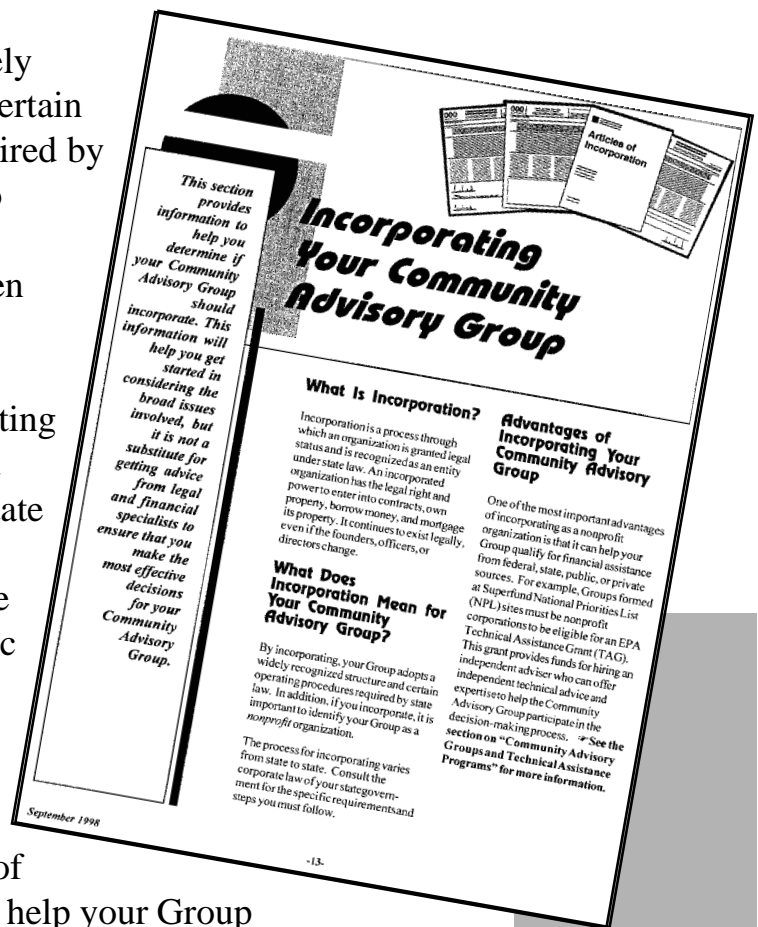 ely
ertain
ired by
en
ting
ate
e
c
of
help your Group
Articles of
Incorporation
This section
provides
information to
help you
determine if
your Community
Advisory Group
should
incorporate. This
information will
help you get
started in
considering the
broad issues
involved, but
it is not a
substitute for
getting advice
from legal
and financial
specialists to
ensure that you
make the
most effective
decisions
for your
Community
Advisory
Group.
Incorporating
Your Community
Advisory Group
What Is Incorporation?
Incorporation is a process through
which an organization is granted legal
status and is recognized as an entity
under state law. An incorporated
organization has the legal right and
power to enter into contracts, own
property, borrow money, and mortgage
its property. It continues to exist legally,
even if the founders, officers, or
directors change.
What Does
Incorporation Mean for
Your Community
Advisory Group?
By incorporating, your Group adopts a
widely recognized structure and certain
operating procedures required by state
law. In addition, if you incorporate, it is
important to identify your Group as a
nonprofit organization.
The process for incorporating varies
from state to state. Consult the
corporate law of your stategovern-
ment for the specific requirements and
steps you must follow.
Advantages of
Incorporating Your
Community Advisory
Group
One of the most important advantages
of incorporating as a nonprofit
organization is that it can help your
Group qualify for financial assistance
from federal, state, public, or private
sources. For example, Groups formed
at Superfund National Priorities List
(NPL) sites must be nonprofit
corporations to be eligible for an EPA
Technical Assistance Grant (TAG).
This grant provides funds for hiring an
independent adviser who can offer
independent technical advice and
expertise to help the Community
Advisory Group participate in the
decision-making process. ☞ See the
section on "Community Advisory
Groups and Technical Assistance
Programs" for more information.
September 1998
-13-